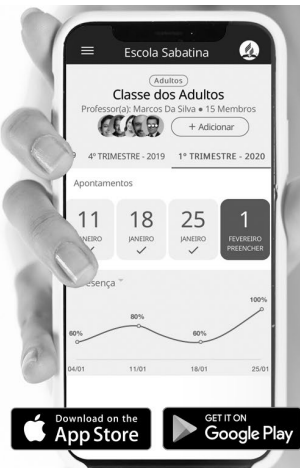 Escola Sabatina
Adultos
Classe dos Adultos
Professor(a): Marcos Da Silva • 15 Membros
+ Adicionar
4º TRIMESTRE - 2019 1º TRIMESTRE - 2020
Apontamentos
11 18 25 1
JANEIRO JANEIRO FEVEREIRO
PREENCHER
60% 80% 60% 100%
04/01 11/01 18/01 25/01
Download on the
App Store
GET IT ON
Google Play